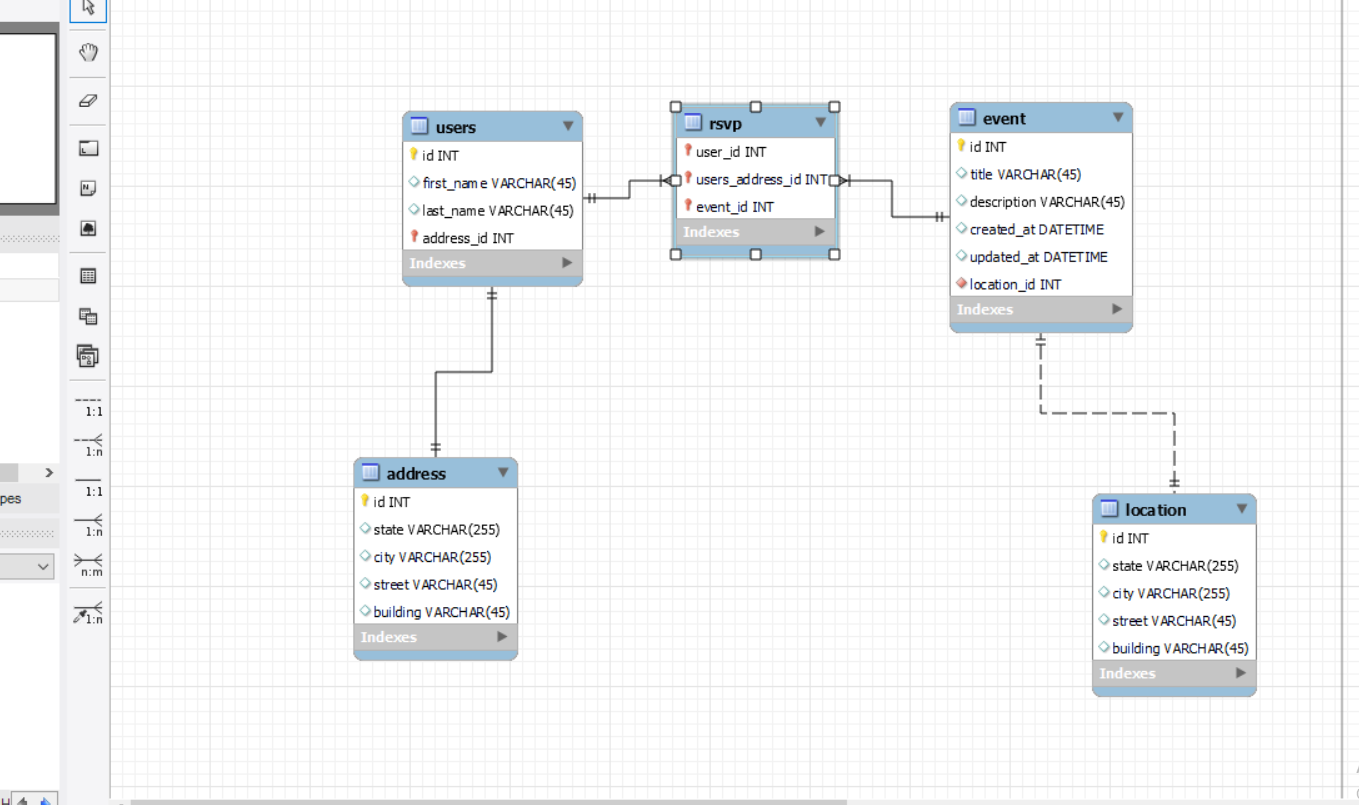 users
id INT
first_name VARCHAR(45)
last_name VARCHAR(45)
address_id INT
Indexes
rsvp
user_id INT
users_address_id INT
event_id INT
Indexes
event
id INT
title VARCHAR(45)
description VARCHAR(45)
created_at DATETIME
updated_at DATETIME
location_id INT
Indexes
address
id INT
state VARCHAR(255)
city VARCHAR(255)
street VARCHAR(45)
building VARCHAR(45)
Indexes
location
id INT
state VARCHAR(255)
city VARCHAR(255)
street VARCHAR(45)
building VARCHAR(45)
Indexes
1:1
1:n
1:1
1:n
n:m
1:n
pes